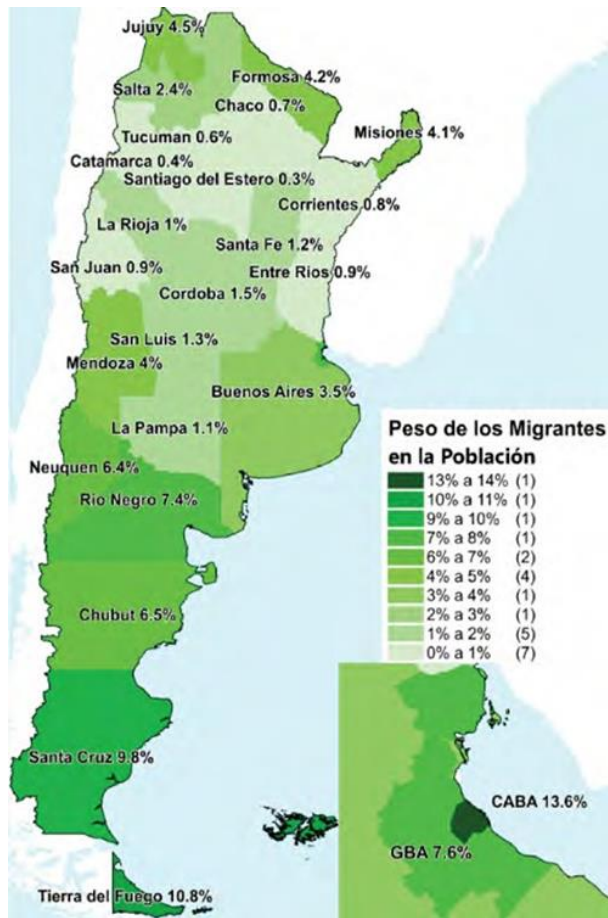 Jujuy 4.5%
Formosa 4.2%
Salta 2.4%
Chaco 0.7%
Misiones 4.1%
Tucuman 0.6%
Catamarca 0.4%
Santiago del Estero 0.3%
Corrientes 0.8%
La Rioja 1%
Santa Fe 1.2%
San Juan 0.9%
Entre Rios 0.9%
Cordoba 1.5%
San Luis 1.3%
Mendoza 4%
Buenos Aires 3.5%
La Pampa 1.1%
Neuquen 6.4%
Rio Negro 7.4%
Chubut 6.5%
Santa Cruz 9.8%
Tierra del Fuego 10.8%
Peso de los Migrantes
en la Población
13% a 14% (1)
10% a 11% (1)
9% a 10% (1)
7% a 8% (1)
6% a 7% (2)
4% a 5% (4)
3% a 4% (1)
2% a 3% (1)
1% a 2% (5)
0% a 1% (7)
CABA 13.6%
GBA 7.6%